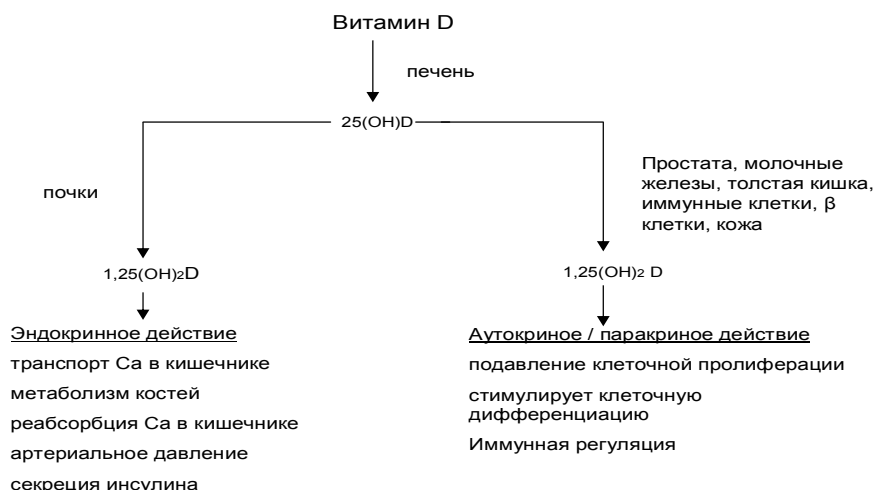 Витамин D
печень
25(OH)D
почки
Простата, молочные
железы, толстая кишка,
иммунные клетки, β
клетки, кожа
1,25(OH)2D
1,25(OH)2 D
Эндокринное действие
транспорт Са в кишечнике
метаболизм костей
реабсорбция Са в кишечнике
артериальное давление
секреция инсулина
Аутокриное / паракриное действие
подавление клеточной пролиферации
стимулирует клеточную
дифференциацию
Иммунная регуляция